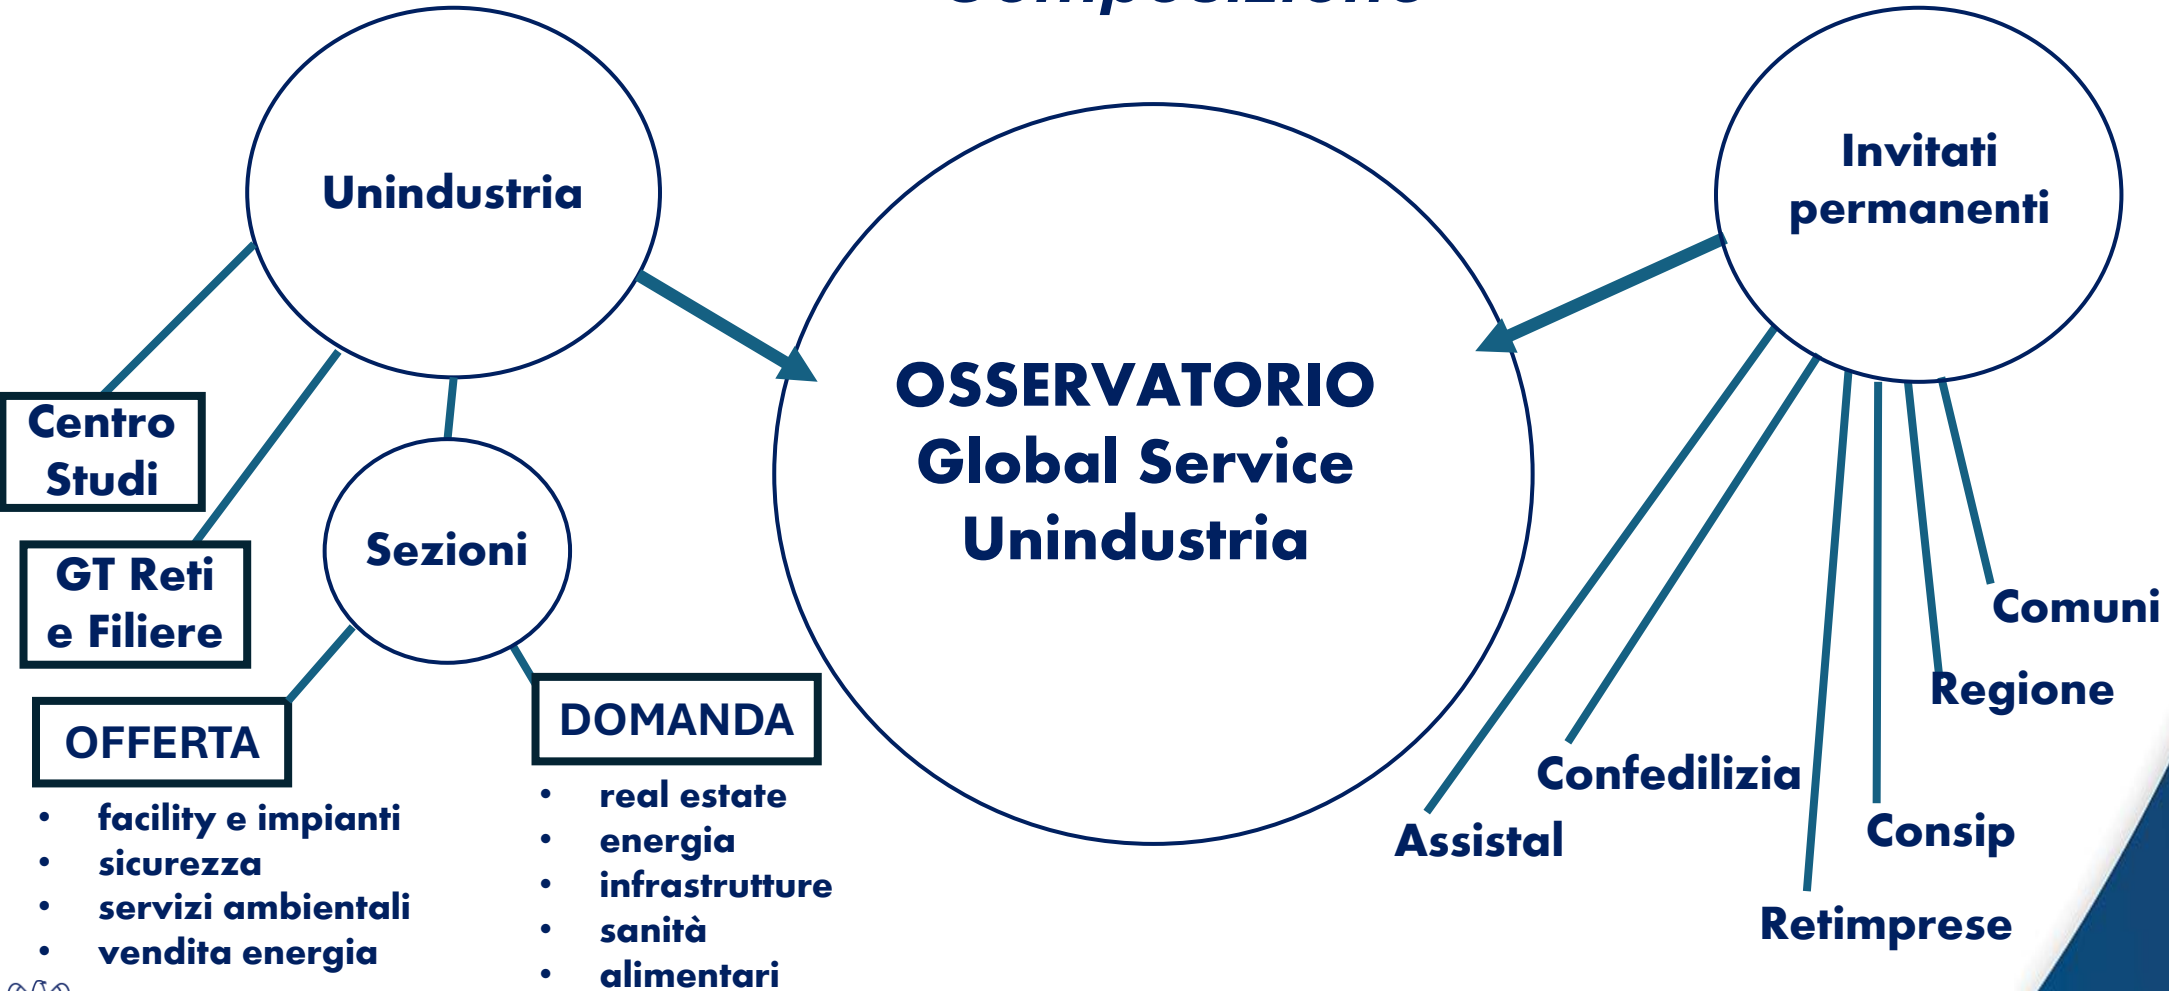 Composizione
Unindustria
Invitati
permanenti
OSSERVATORIO
Global Service
Unindustria
Centro
Studi
GT Reti
e Filiere
Sezioni
OFFERTA
• facility e impianti
• sicurezza
• servizi ambientali
• vendita energia
DOMANDA
• real estate
• energia
• infrastrutture
• sanità
• alimentari
Assistal
Confedilizia
Retimprese
Consip
Regione
Comuni